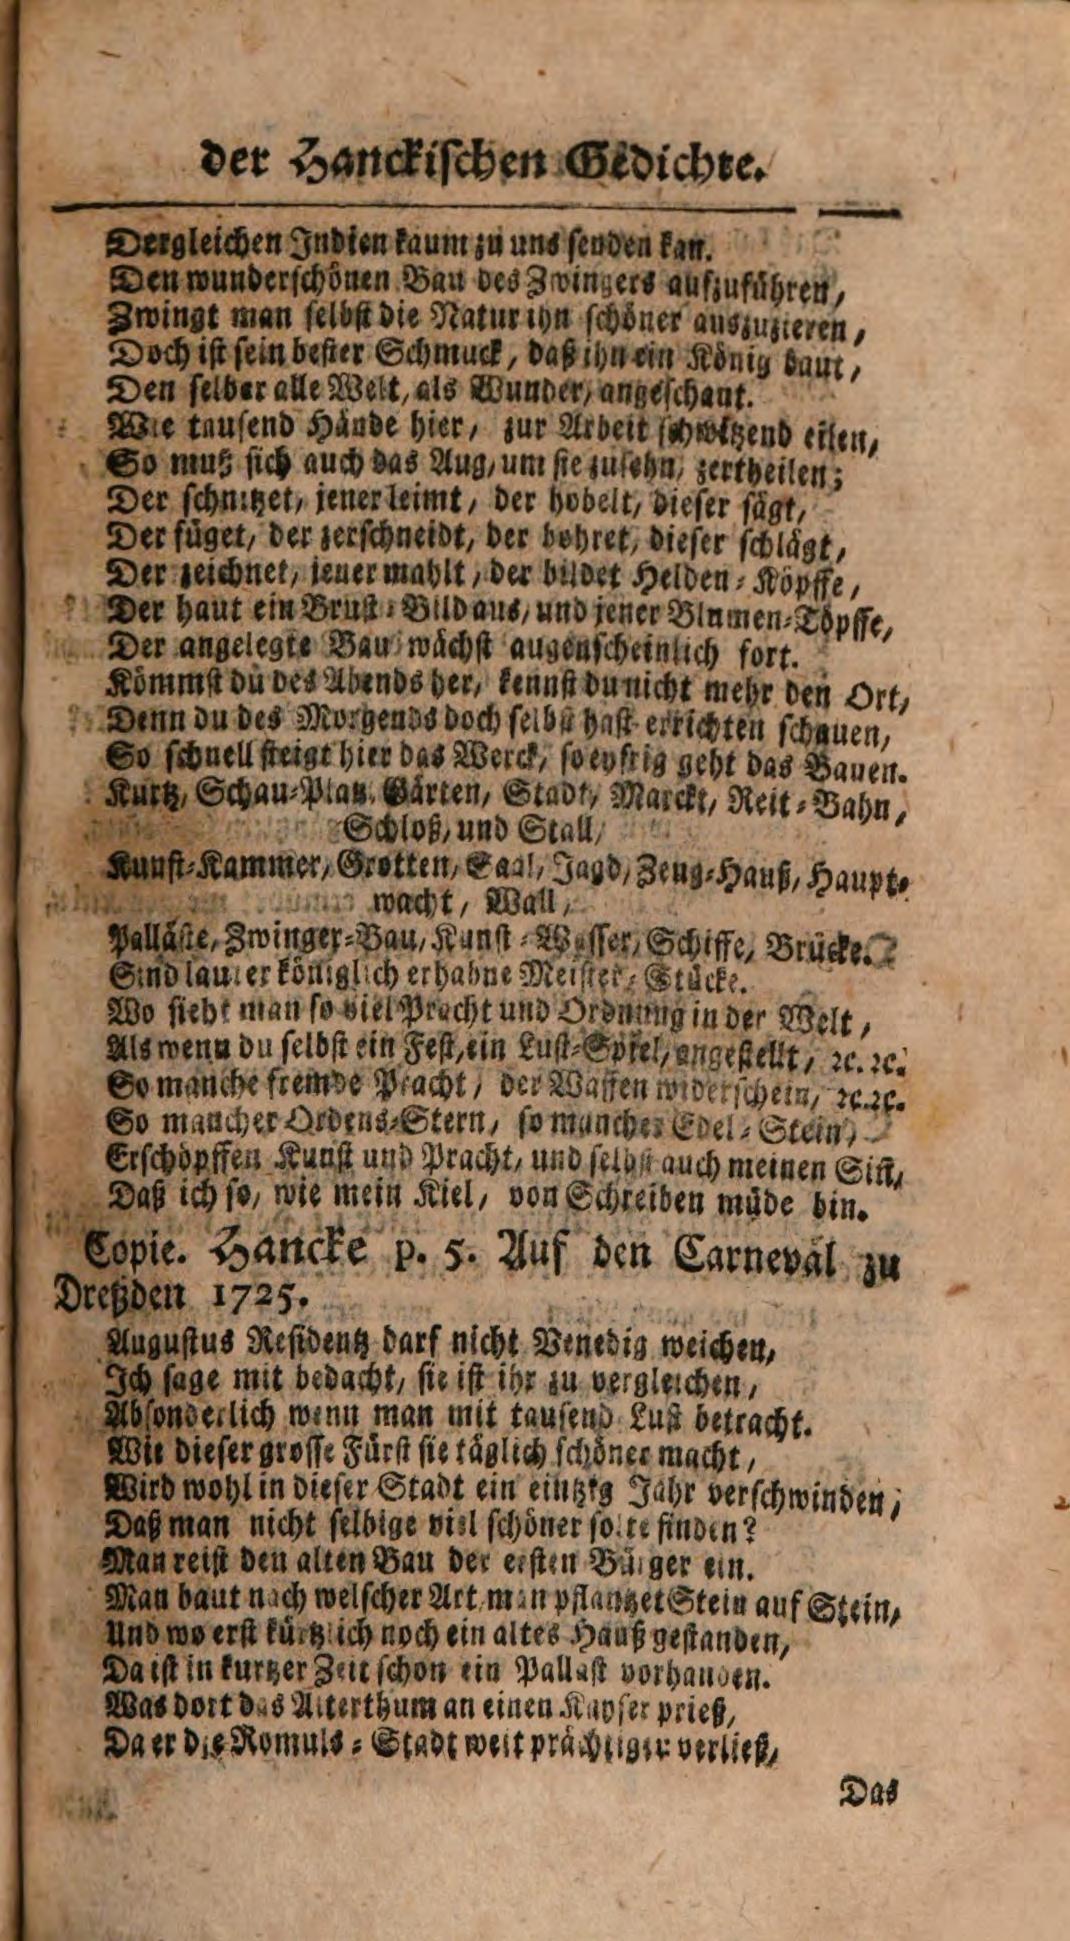 der Hanckischen Gedichte.
Dergleichen Indien kaum zu uns senden kan.
Den wunderschönen Bau des Zwingers aufzuführen,
Zwingt man selbst die Natur ihn schöner auszuzieren,
Doch ist sein bester Schmuck, daß ihn ein König baut,
Den selber alle Welt, als Wunder, angeschaut.
Wie tausend Hände hier, zur Arbeit schwitzend eilen,
So muß sich auch das Aug, um sie zu sehn, zertheilen;
Der schnitzet, jener leimt, der hobelt, dieser sägt,
Der füget, der zerschneidt, der bohret, dieser schlägt,
Der zeichnet, jener mahlt, der bildet Helden-Köpffe,
Der haut ein Brust-Bild aus, und jener Blumen-Töpffe,
Der angelegte Bau wächst augenscheinlich fort.
Kömmst du des Abends her, kennst du nicht mehr den Ort,
Denn du des Morgends doch selbst hast errichten schauen,
So schnell steigt hier das Werck, so eyfrig geht das Bauen.
Kurtz, Schau-Platz, Gärten, Stadt, Marckt, Reit-Bahn,
Schloß, und Stall,
Kunst-Kammer, Grotten, Saal, Jagd, Zeug-Hauß, Haupt-
wacht, Wall,
Palläste, Zwinger-Bau, Kunst-Wasser, Schiffe, Brücke.
Sind lauter königlich erhabne Meister-Stücke.
Wo sieht man so viel Pracht und Ordnung in der Welt,
Als wenn du selbst ein Fest, ein Lust-Spiel, angestellt, ꝛc. ꝛc.
So manche fremde Pracht, der Waffen widerschein, ꝛc. ꝛc.
So mancher Ordens-Stern, so mancher Edel-Stein,
Erschöpffen Kunst und Pracht, und selbst auch meinen Sinn,
Daß ich so, wie mein Kiel, von Schreiben müde bin.
Copie. Hancke p. 5. Auf den Carneval zu
Dreßden 1725.
Augustus Residentz darf nicht Venedig weichen,
Ich sage mit bedacht, sie ist ihr zu vergleichen,
Absonderlich wenn man mit tausend Lust betracht.
Wie dieser grosse Fürst sie täglich schöner macht,
Wird wohl in dieser Stadt ein eintzig Jahr verschwinden,
Daß man nicht selbige viel schöner solte finden?
Man reist den alten Bau der ersten Bürger ein.
Man baut nach welscher Art, man pflantzet Stein auf Stein,
Und wo erst kürtzlich noch ein altes Hauß gestanden,
Da ist in kurtzer Zeit schon ein Pallast vorhanden.
Was dort das Alterthum an einen Kayser prieß,
Da er die Romuls-Stadt weit prächtiger verließ,
Das